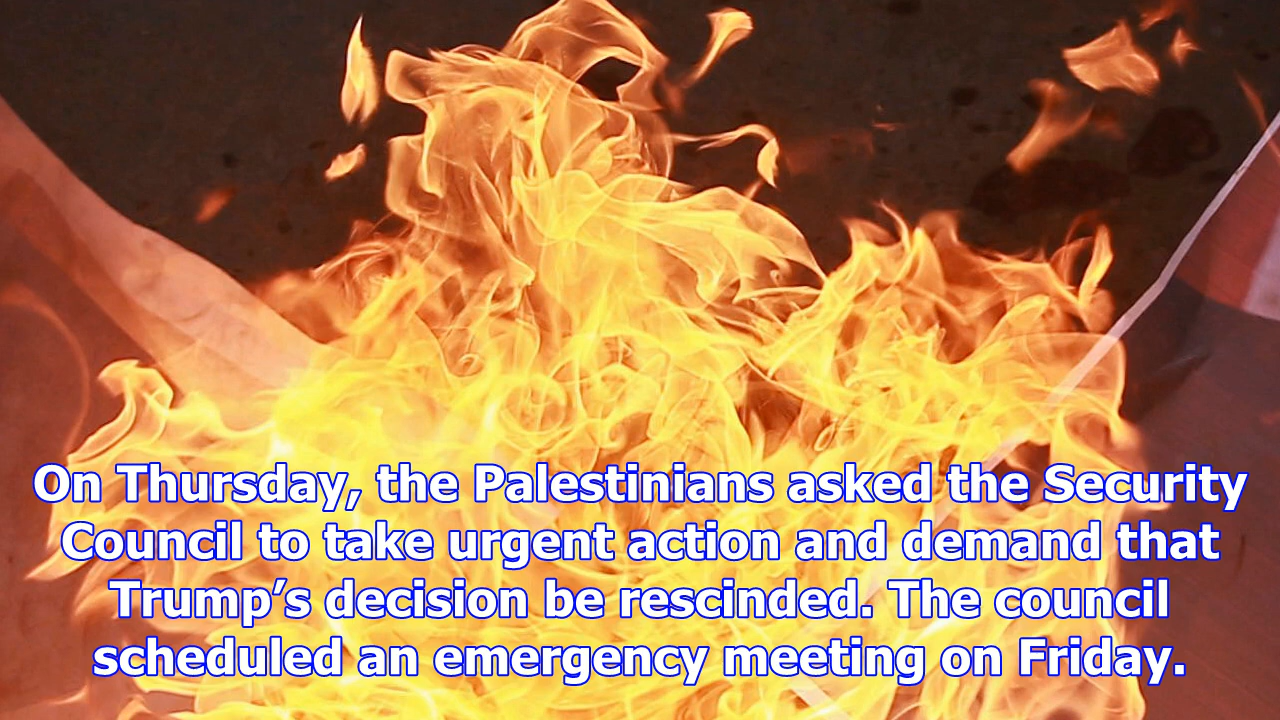 On Thursday, the Palestinians asked the Security
Council to take urgent action and demand that
Trump’s decision be rescinded. The council
scheduled an emergency meeting on Friday.